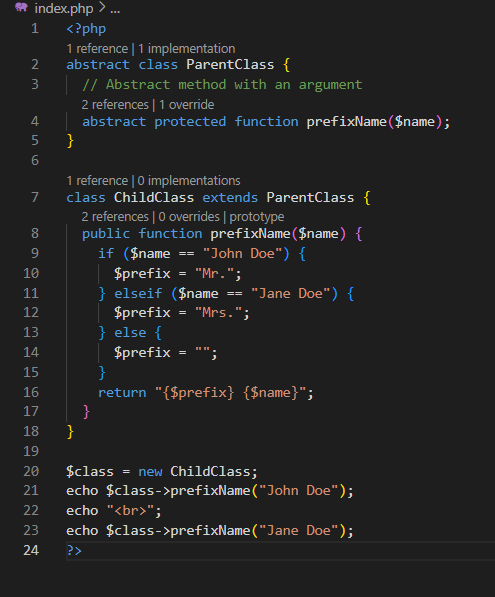 index.php > ...
1 <?php
1 reference | 1 implementation
2 abstract class ParentClass {
3 // Abstract method with an argument
2 references | 1 override
4 abstract protected function prefixName($name);
5 }
6
1 reference | 0 implementations
7 class ChildClass extends ParentClass {
2 references | 0 overrides | prototype
8 public function prefixName($name) {
9 if ($name == "John Doe") {
10 $prefix = "Mr.";
11 } elseif ($name == "Jane Doe") {
12 $prefix = "Mrs.";
13 } else {
14 $prefix = "";
15 }
16 return "{$prefix} {$name}";
17 }
18 }
19
20 $class = new ChildClass;
21 echo $class->prefixName("John Doe");
22 echo "<br>";
23 echo $class->prefixName("Jane Doe");
24 ?>